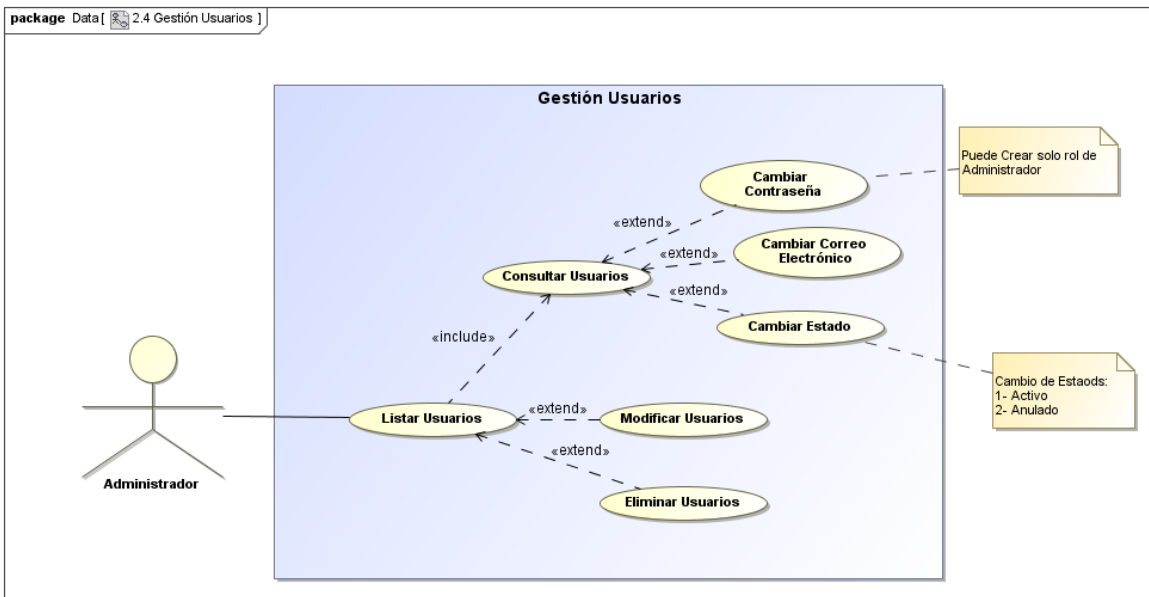 package Data [ 2.4 Gestión Usuarios ]
Gestión Usuarios
Cambiar
Contraseña
Puede Crear solo rol de
Administrador
«extend»
Cambiar Correo
Electrónico
«extend»
Consultar Usuarios
«extend»
Cambiar Estado
«include»
Cambio de Estaods:
1- Activo
2- Anulado
Listar Usuarios
«extend»
Modificar Usuarios
«extend»
Administrador
Eliminar Usuarios